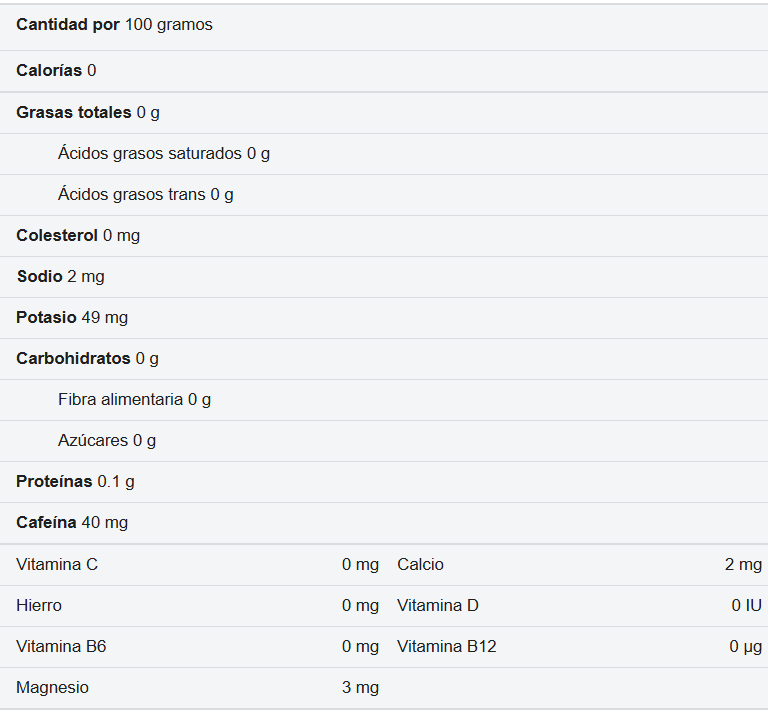 Cantidad por 100 gramos
Calorías 0
Grasas totales 0 g
Ácidos grasos saturados 0 g
Ácidos grasos trans 0 g
Colesterol 0 mg
Sodio 2 mg
Potasio 49 mg
Carbohidratos 0 g
Fibra alimentaria 0 g
Azúcares 0 g
Proteínas 0.1 g
Cafeína 40 mg
Vitamina C 0 mg Calcio 2 mg
Hierro 0 mg Vitamina D 0 IU
Vitamina B6 0 mg Vitamina B12 0 µg
Magnesio 3 mg